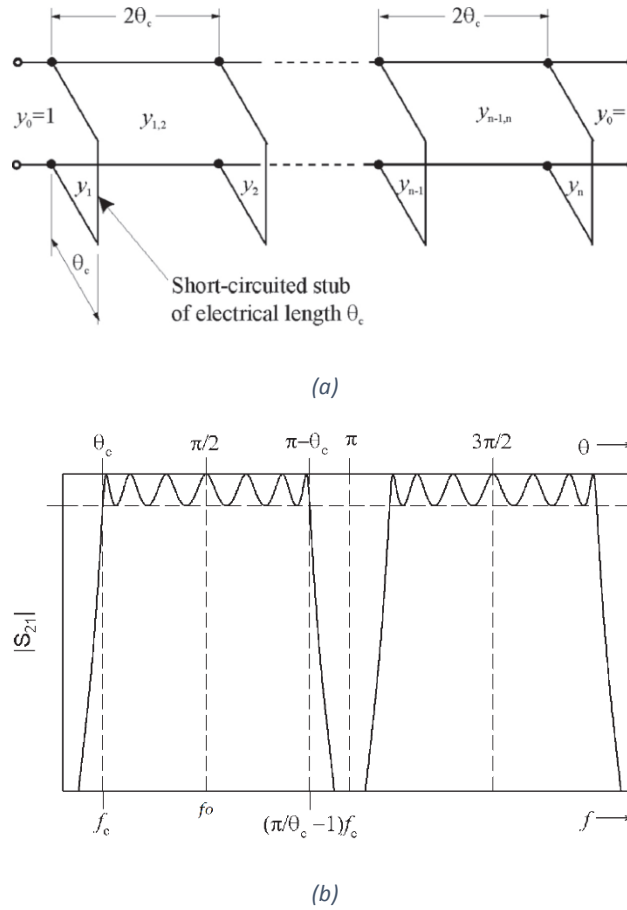 2θc 2θc
y0=1 y1,2 yn-1,n y0=
y1 y2 yn-1 yn
θc
Short-circuited stub
of electrical length θc
(a)
θc π/2 π−θc π 3π/2 θ
|S21|
fc fo (π/θc −1)fc f
(b)